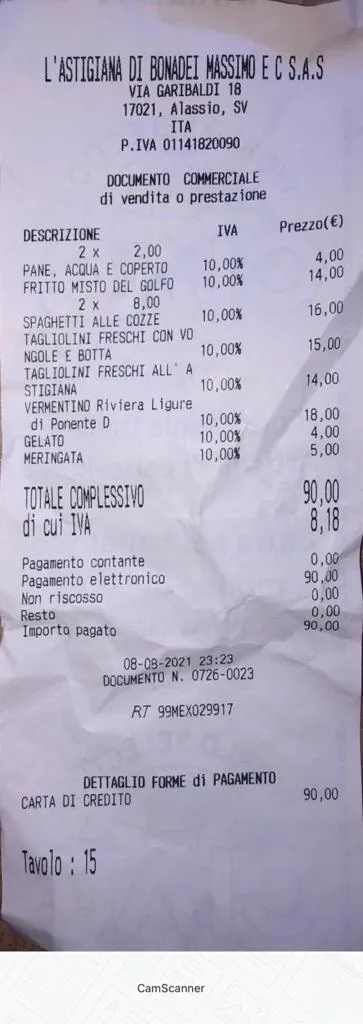 L'ASTIGIANA DI BONADEI MASSIMO E C S.A.S
VIA GARIBALDI 18
17021, Alassio, SV
ITA
P.IVA 01141820090
DOCUMENTO COMMERCIALE
di vendita o prestazione
DESCRIZIONE IVA Prezzo(€)
2 x 2,00
PANE, ACQUA E COPERTO 10,00% 4,00
FRITTO MISTO DEL GOLFO 10,00% 14,00
2 x 8,00
SPAGHETTI ALLE COZZE 10,00% 16,00
TAGLIOLINI FRESCHI CON VO
NGOLE E BOTTA 10,00% 15,00
TAGLIOLINI FRESCHI ALL' A
STIGIANA 10,00% 14,00
VERMENTINO Riviera Ligure
di Ponente D 10,00% 18,00
GELATO 10,00% 4,00
MERINGATA 10,00% 5,00
TOTALE COMPLESSIVO 90,00
di cui IVA 8,18
Pagamento contante 0,00
Pagamento elettronico 90,00
Non riscosso 0,00
Resto 0,00
Importo pagato 90,00
08-08-2021 23:23
DOCUMENTO N. 0726-0023
RT 99MEX029917
DETTAGLIO FORME di PAGAMENTO
CARTA DI CREDITO 90,00
Tavolo : 15
CamScanner